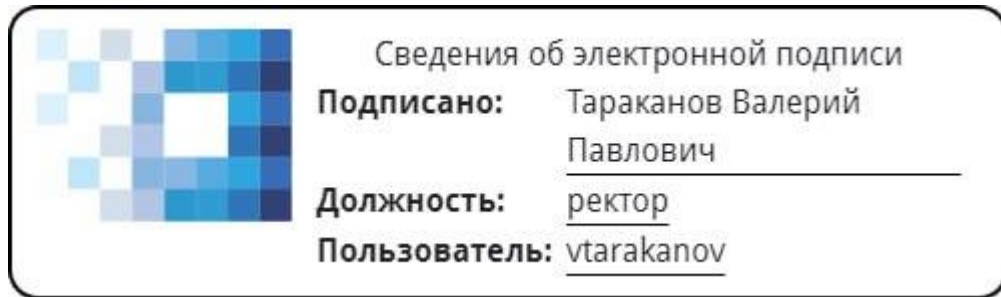 Сведения об электронной подписи
Подписано: Тараканов Валерий
Павлович
Должность: ректор
Пользователь: vtarakanov